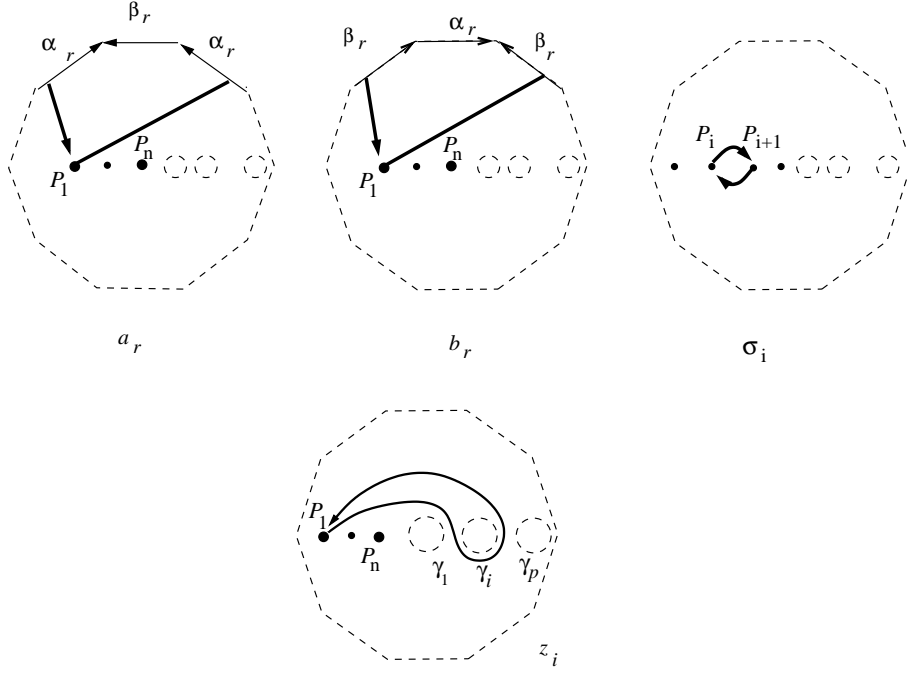 α_r β_r α_r
P_1 P_n
a_r
β_r α_r β_r
P_1 P_n
b_r
P_i P_{i+1}
σ_i
P_1 P_n γ_1 γ_i γ_p
z_i